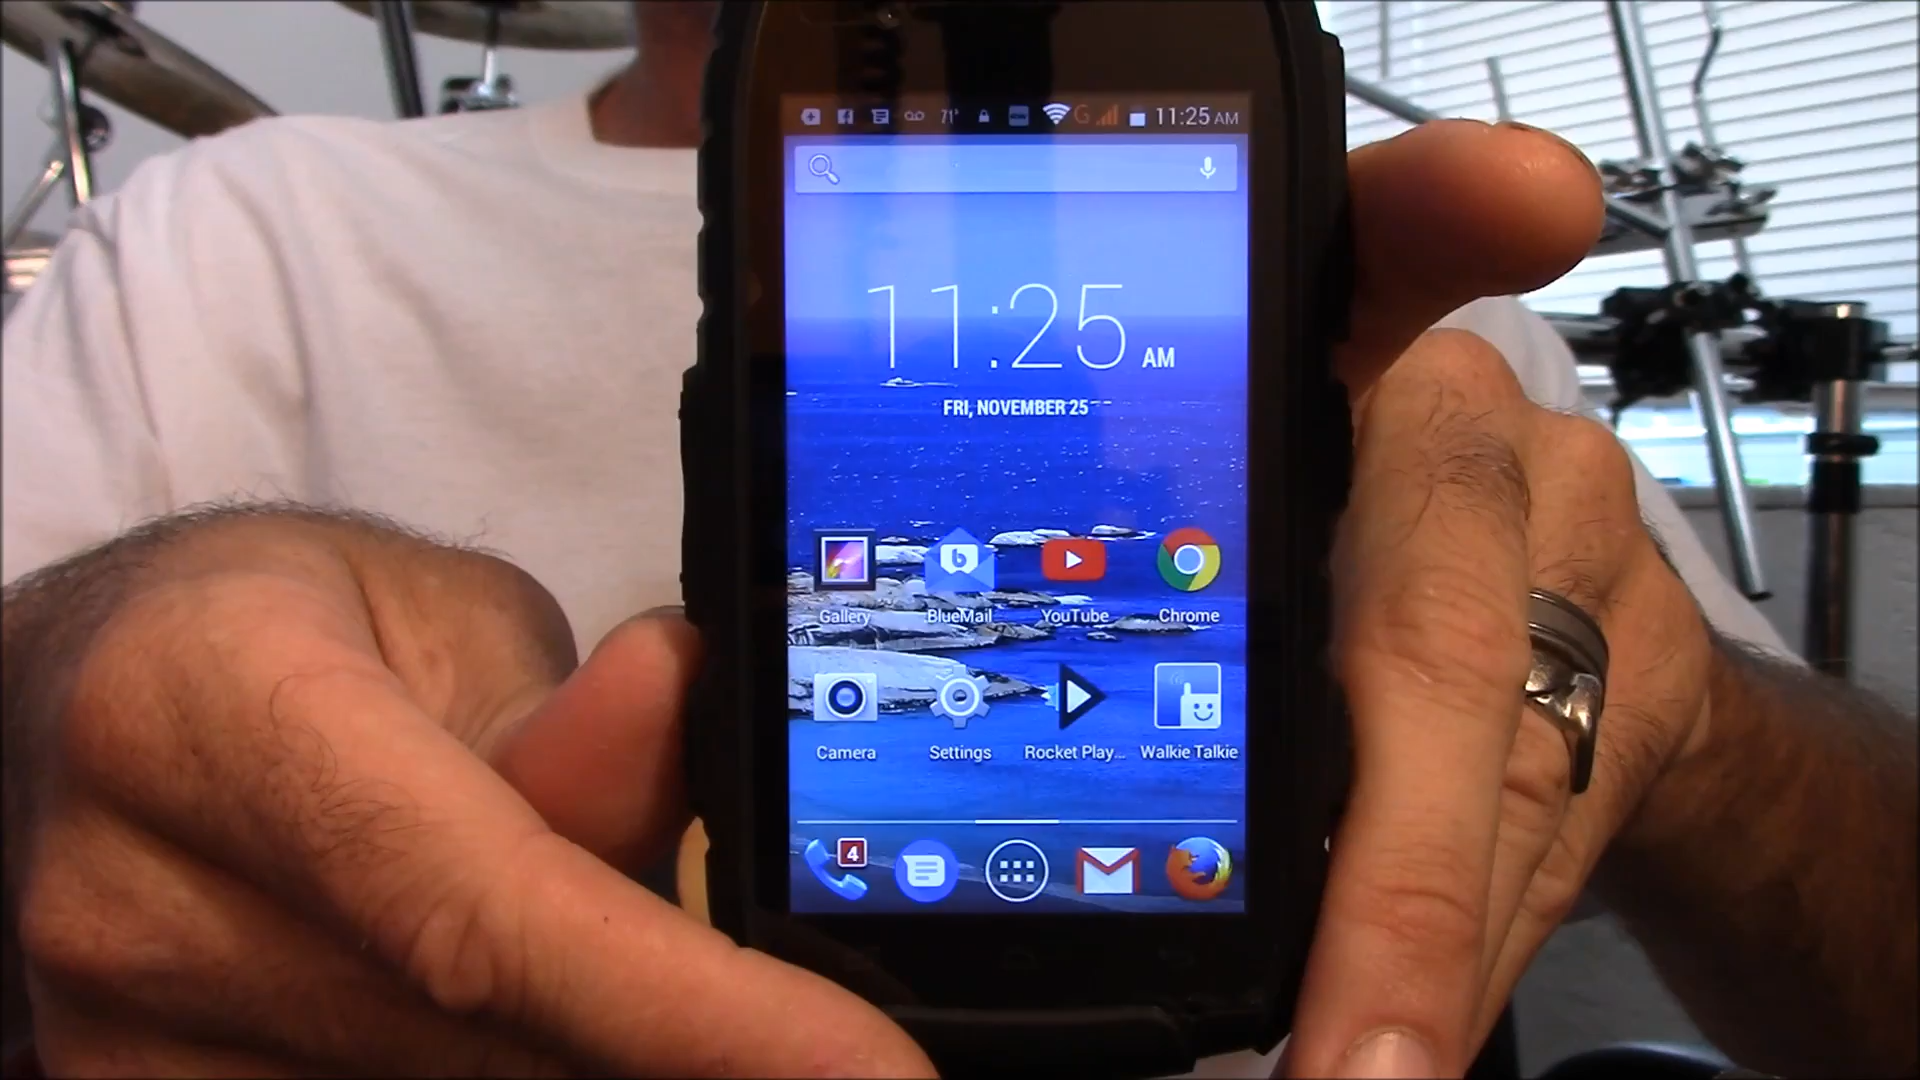 71° G 11:25 AM
11:25 AM
FRI, NOVEMBER 25
Gallery BlueMail YouTube Chrome
Camera Settings Rocket Play... Walkie Talkie
4